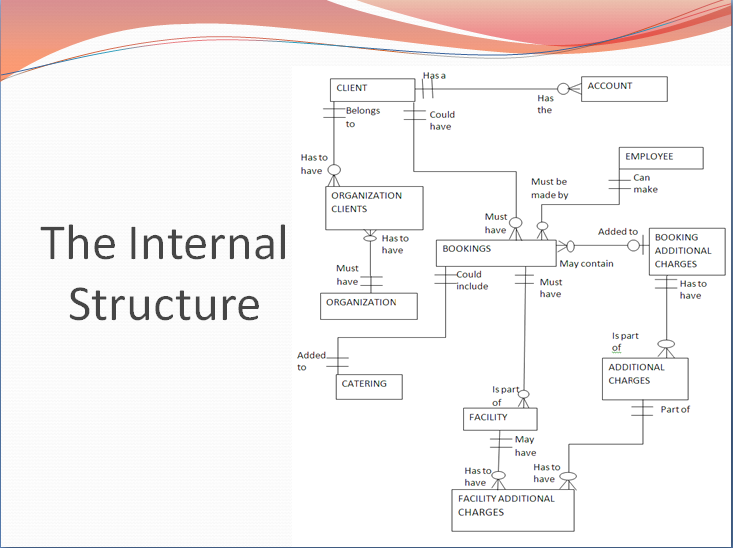 The Internal
Structure
CLIENT
Has a
ACCOUNT
Has
the
Belongs
to
Could
have
EMPLOYEE
Has to
have
Must be
made by
Can
make
ORGANIZATION
CLIENTS
Must
have
Added to
BOOKING
ADDITIONAL
CHARGES
Has to
have
BOOKINGS
May contain
Must
have
Could
include
Must
have
Has to
have
ORGANIZATION
Is part
of
Added
to
CATERING
ADDITIONAL
CHARGES
Is part
of
Part of
FACILITY
May
have
Has to
have
Has to
have
FACILITY ADDITIONAL
CHARGES